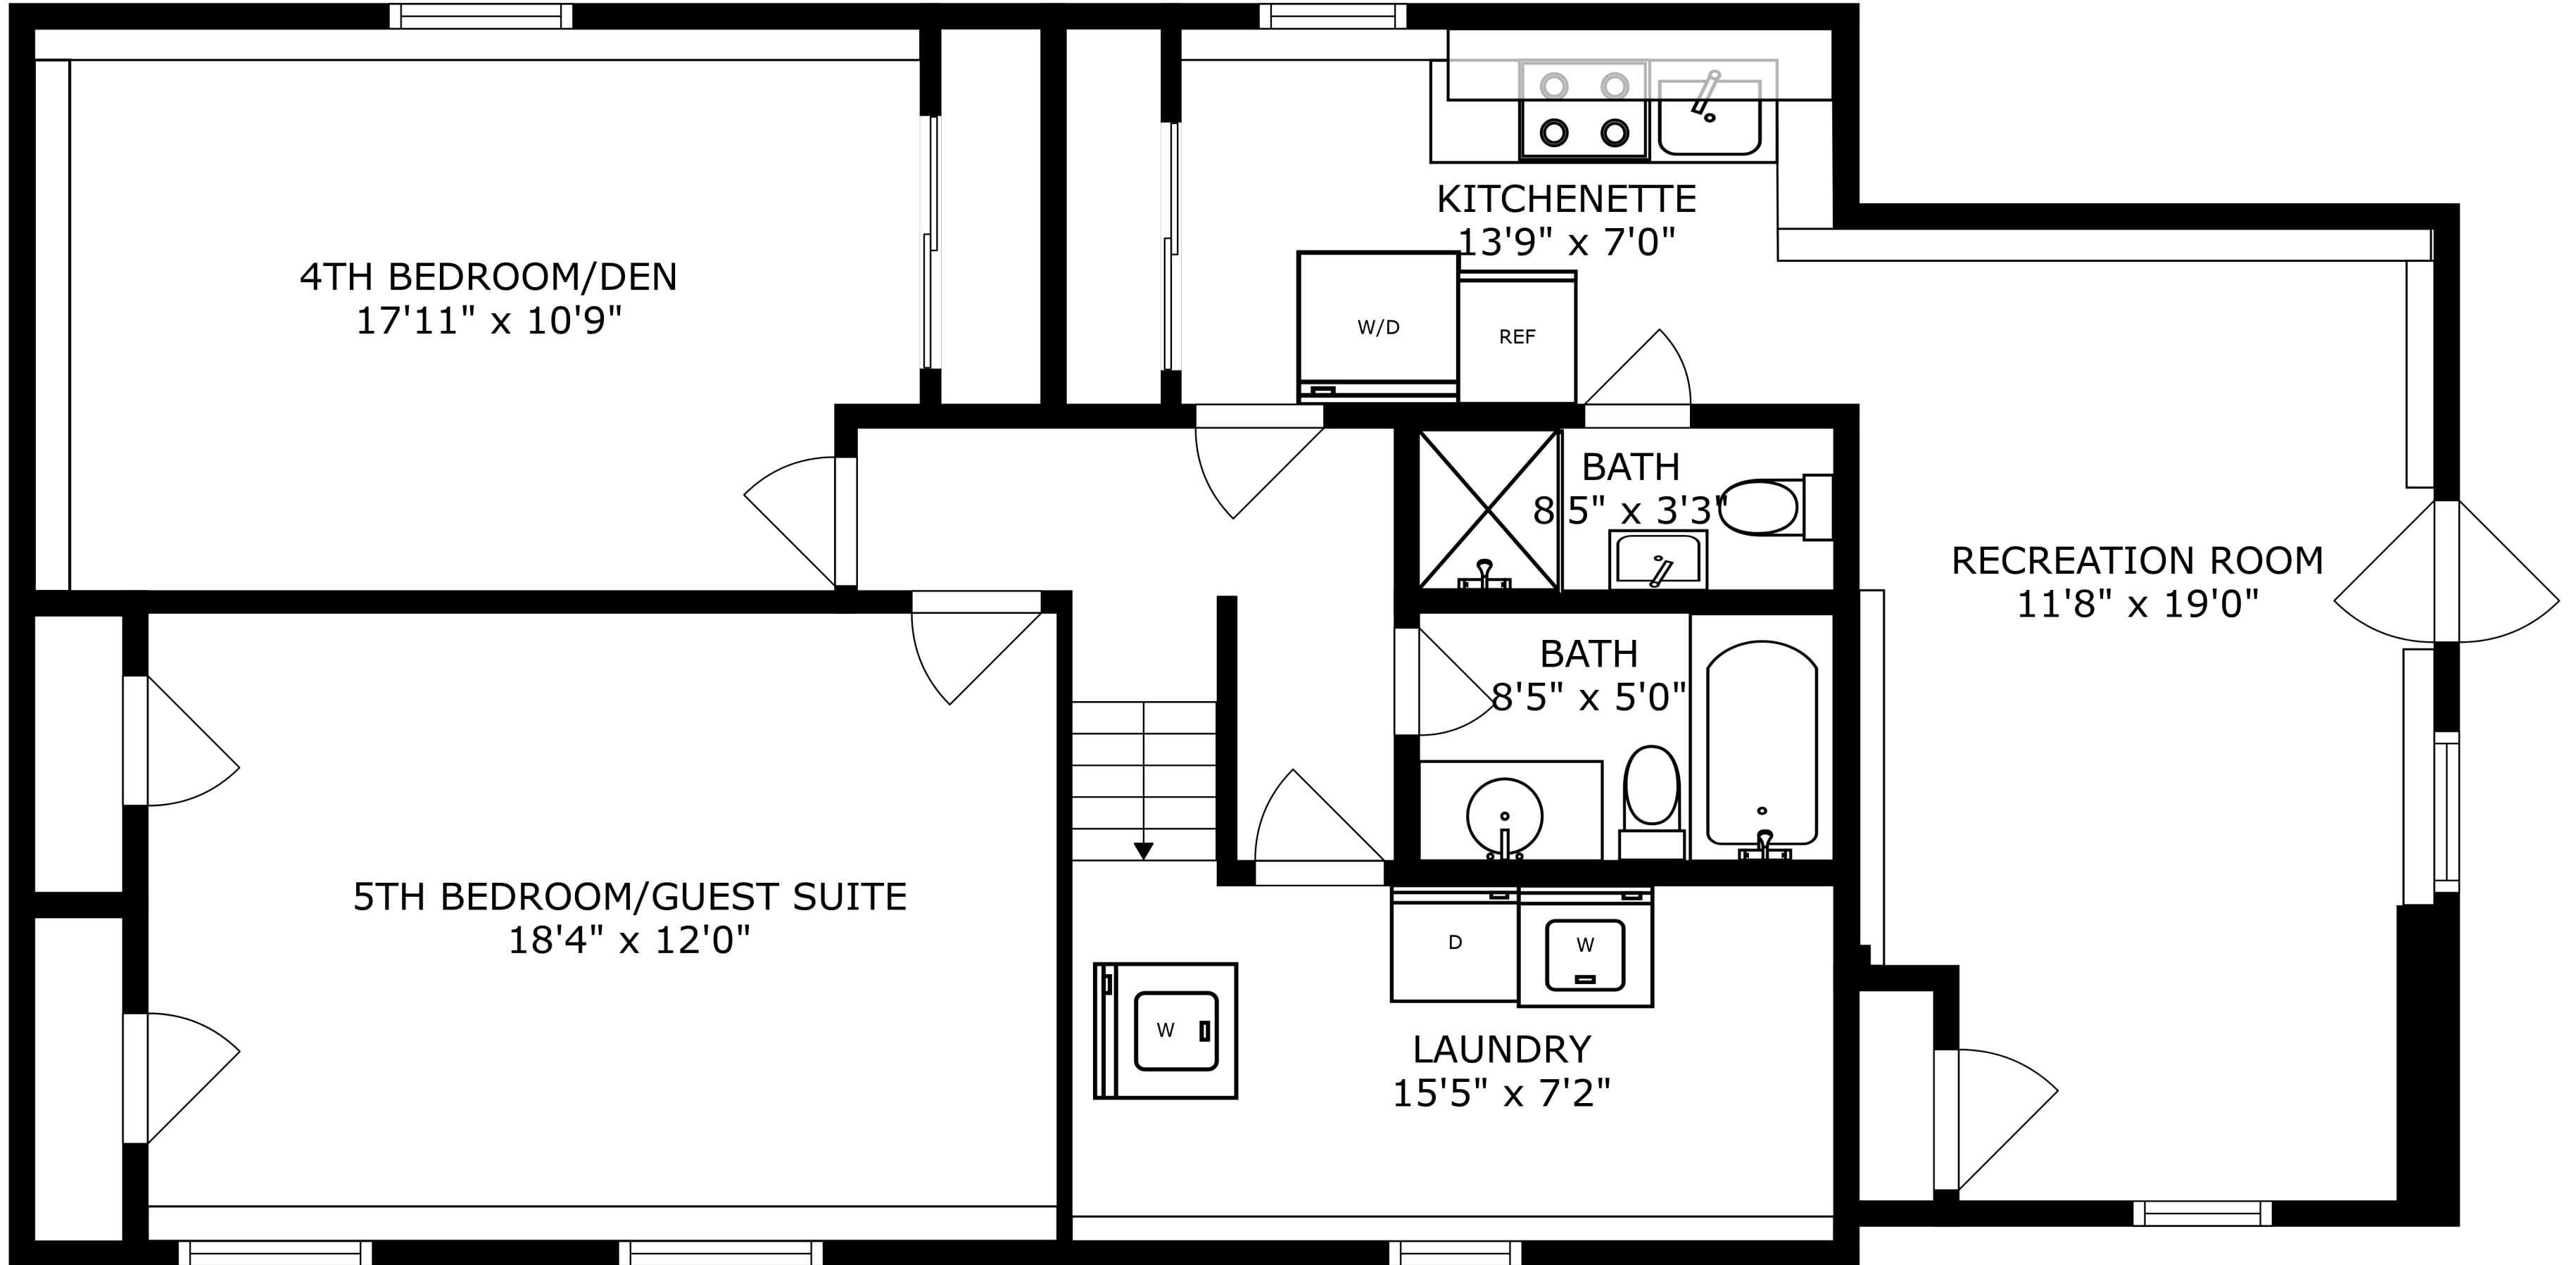 KITCHENETTE
13'9" x 7'0"
4TH BEDROOM/DEN
17'11" x 10'9"
W/D
REF
BATH
8'5" x 3'3"
RECREATION ROOM
11'8" x 19'0"
BATH
8'5" x 5'0"
5TH BEDROOM/GUEST SUITE
18'4" x 12'0"
D
W
W
LAUNDRY
15'5" x 7'2"